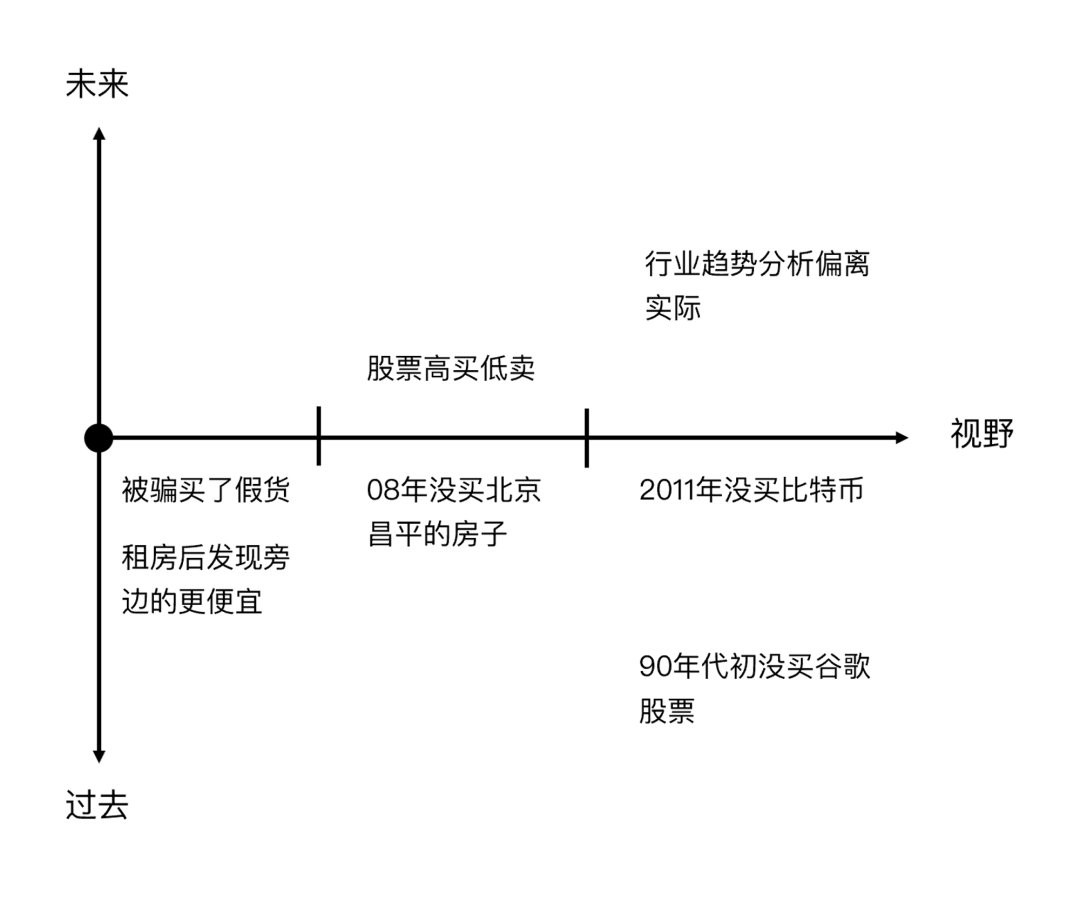 未来
行业趋势分析偏离
实际
股票高买低卖
视野
被骗买了假货
租房后发现旁
边的更便宜
08年没买北京
昌平的房子
2011年没买比特币
90年代初没买谷歌
股票
过去